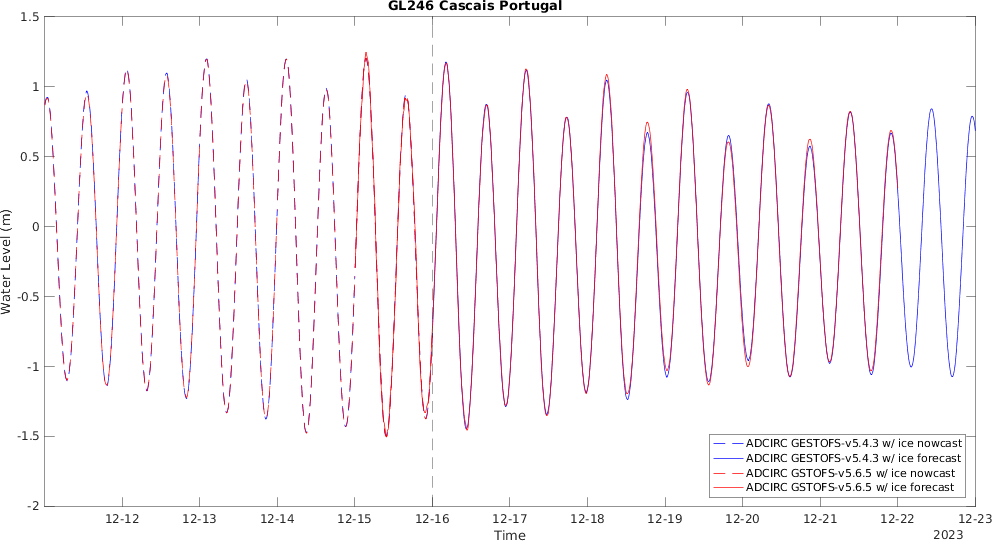 GL246 Cascais Portugal
1.5
1
0.5
0
-0.5
-1
-1.5
-2
Water Level (m)
12-12 12-13 12-14 12-15 12-16 12-17 12-18 12-19 12-20 12-21 12-22 12-23
Time
2023
ADCIRC GESTOFS-v5.4.3 w/ ice nowcast
ADCIRC GESTOFS-v5.4.3 w/ ice forecast
ADCIRC GSTOFS-v5.6.5 w/ ice nowcast
ADCIRC GSTOFS-v5.6.5 w/ ice forecast